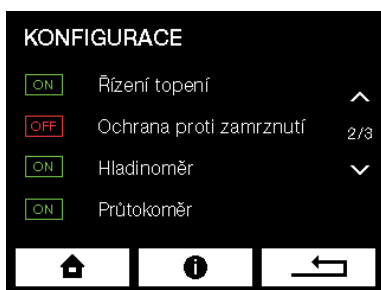 KONFIGURACE
ON Řízení topení
OFF Ochrana proti zamrznutí
2/3
ON Hladinoměr
ON Průtokoměr